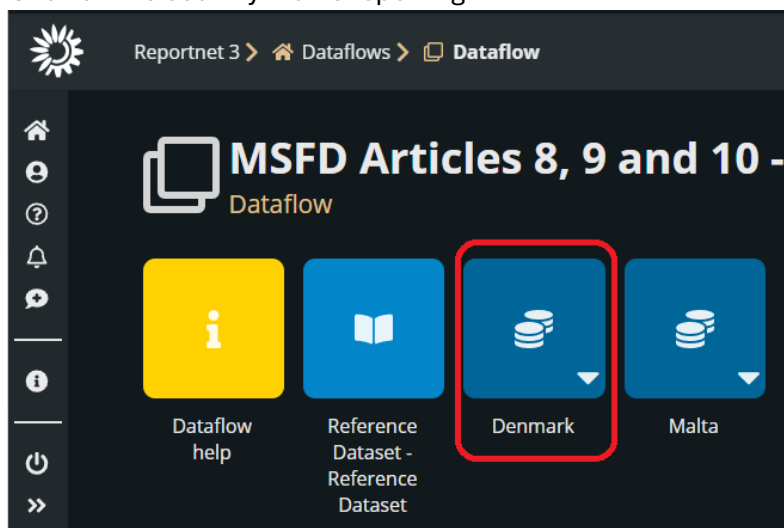 Reportnet 3 Dataflows Dataflow
MSFD Articles 8, 9 and 10 -
Dataflow
Dataflow
help
Reference
Dataset -
Reference
Dataset
Denmark
Malta